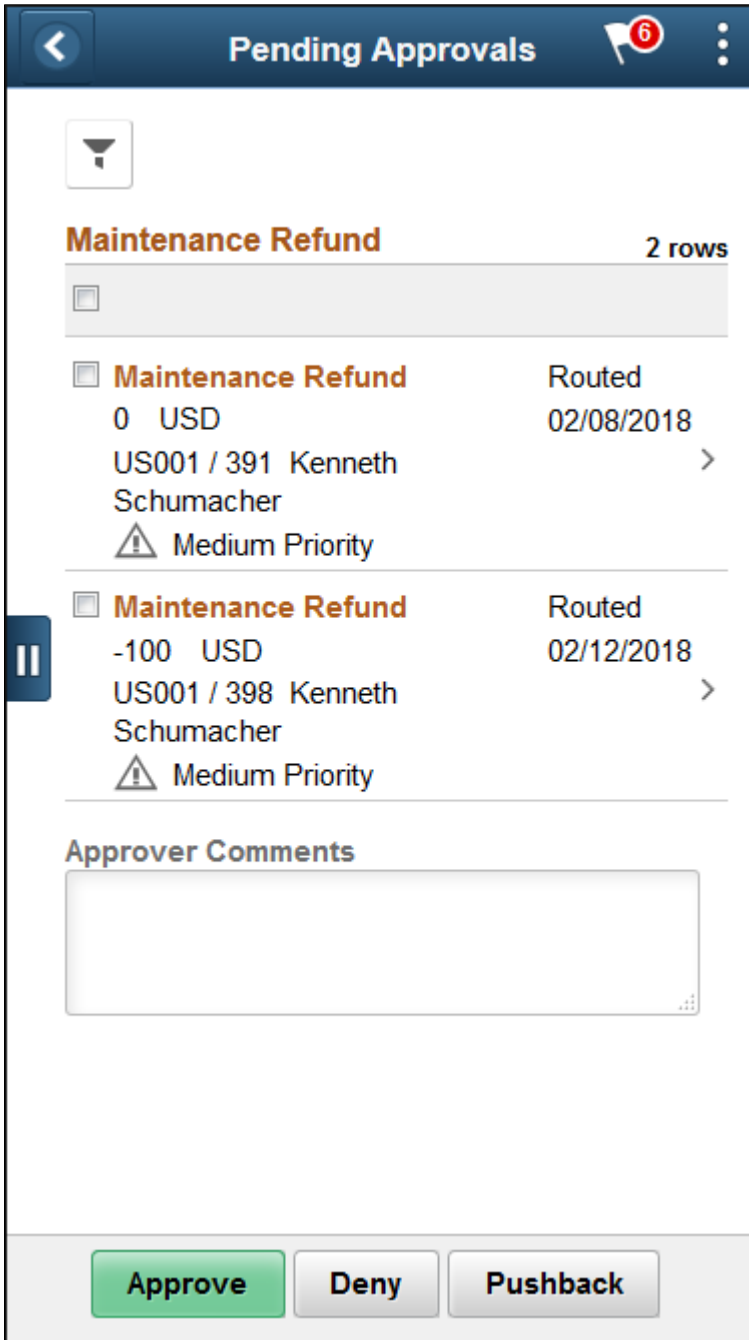 Pending Approvals 6
Maintenance Refund 2 rows
Maintenance Refund Routed
0 USD 02/08/2018
US001 / 391 Kenneth
Schumacher
Medium Priority
Maintenance Refund Routed
-100 USD 02/12/2018
US001 / 398 Kenneth
Schumacher
Medium Priority
Approver Comments
Approve Deny Pushback